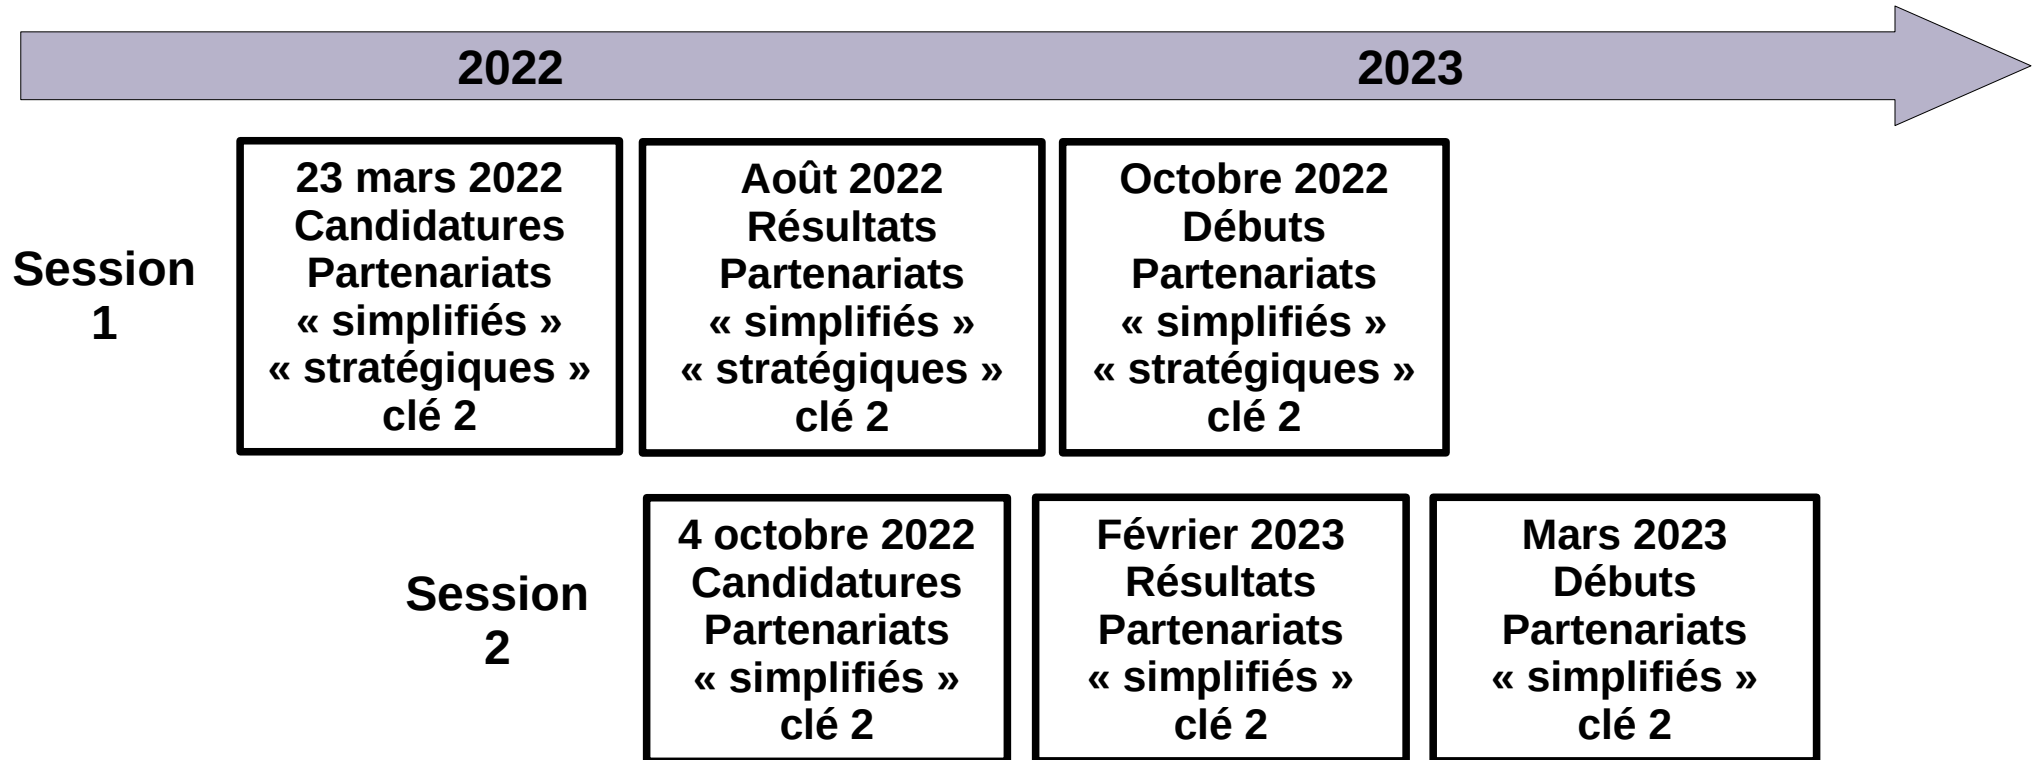 2022
2023
Session
1
23 mars 2022
Candidatures
Partenariats
« simplifiés »
« stratégiques »
clé 2
Août 2022
Résultats
Partenariats
« simplifiés »
« stratégiques »
clé 2
Octobre 2022
Débuts
Partenariats
« simplifiés »
« stratégiques »
clé 2
Session
2
4 octobre 2022
Candidatures
Partenariats
« simplifiés »
clé 2
Février 2023
Résultats
Partenariats
« simplifiés »
clé 2
Mars 2023
Débuts
Partenariats
« simplifiés »
clé 2